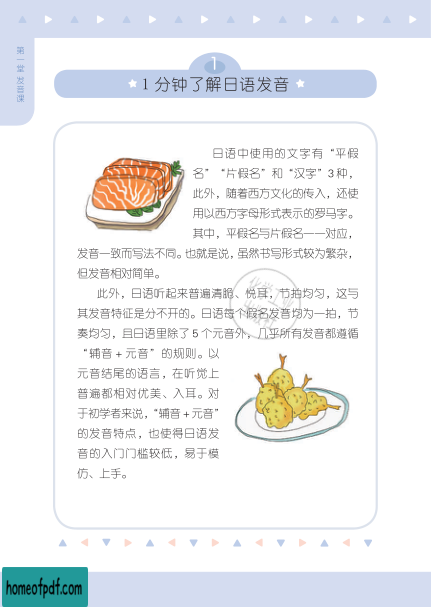 第一堂 发音课
1
1分钟了解日语发音
日语中使用的文字有“平假
名”“片假名”和“汉字”3种，
此外，随着西方文化的传入，还使
用以西方字母形式表示的罗马字。
其中，平假名与片假名一一对应，
发音一致而写法不同。也就是说，虽然书写形式较为繁杂，
但发音相对简单。
此外，日语听起来普遍清脆、悦耳，节拍均匀，这与
其发音特征是分不开的。日语每个假名发音均为一拍，节
奏均匀，且日语里除了5个元音外，几乎所有发音都遵循
“辅音+元音”的规则。以
元音结尾的语言，在听觉上
普遍都相对优美、入耳。对
于初学者来说，“辅音+元音”
的发音特点，也使得日语发
音的入门门槛较低，易于模
仿、上手。
homeofpdf.com